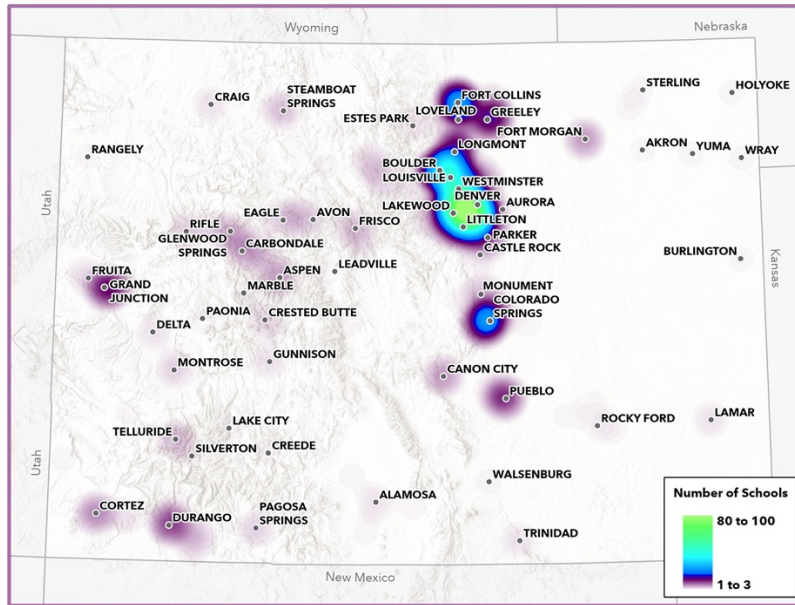 Wyoming
Nebraska
STERLING
HOLYOKE
CRAIG
STEAMBOAT
SPRINGS
FORT COLLINS
LOVELAND
GREELEY
ESTES PARK
FORT MORGAN
RANGELY
LONGMONT
AKRON
YUMA
WRAY
BOULDER
LOUISVILLE
WESTMINSTER
DENVER
LAKEWOOD
AURORA
LITTLETON
Utah
EAGLE
AVON
RIFLE
FRISCO
GLENWOOD
SPRINGS
CARBONDALE
PARKER
CASTLE ROCK
BURLINGTON
Kansas
FRUITA
GRAND
JUNCTION
ASPEN
LEADVILLE
MARBLE
MONUMENT
COLORADO
SPRINGS
PAONIA
CRESTED BUTTE
DELTA
MONTROSE
GUNNISON
CANON CITY
PUEBLO
LAKE CITY
ROCKY FORD
LAMAR
TELLURIDE
SILVERTON
CREEDE
Utah
WALSENBURG
CORTEZ
DURANGO
PAGOSA
SPRINGS
ALAMOSA
TRINIDAD
New Mexico
Number of Schools
80 to 100
1 to 3